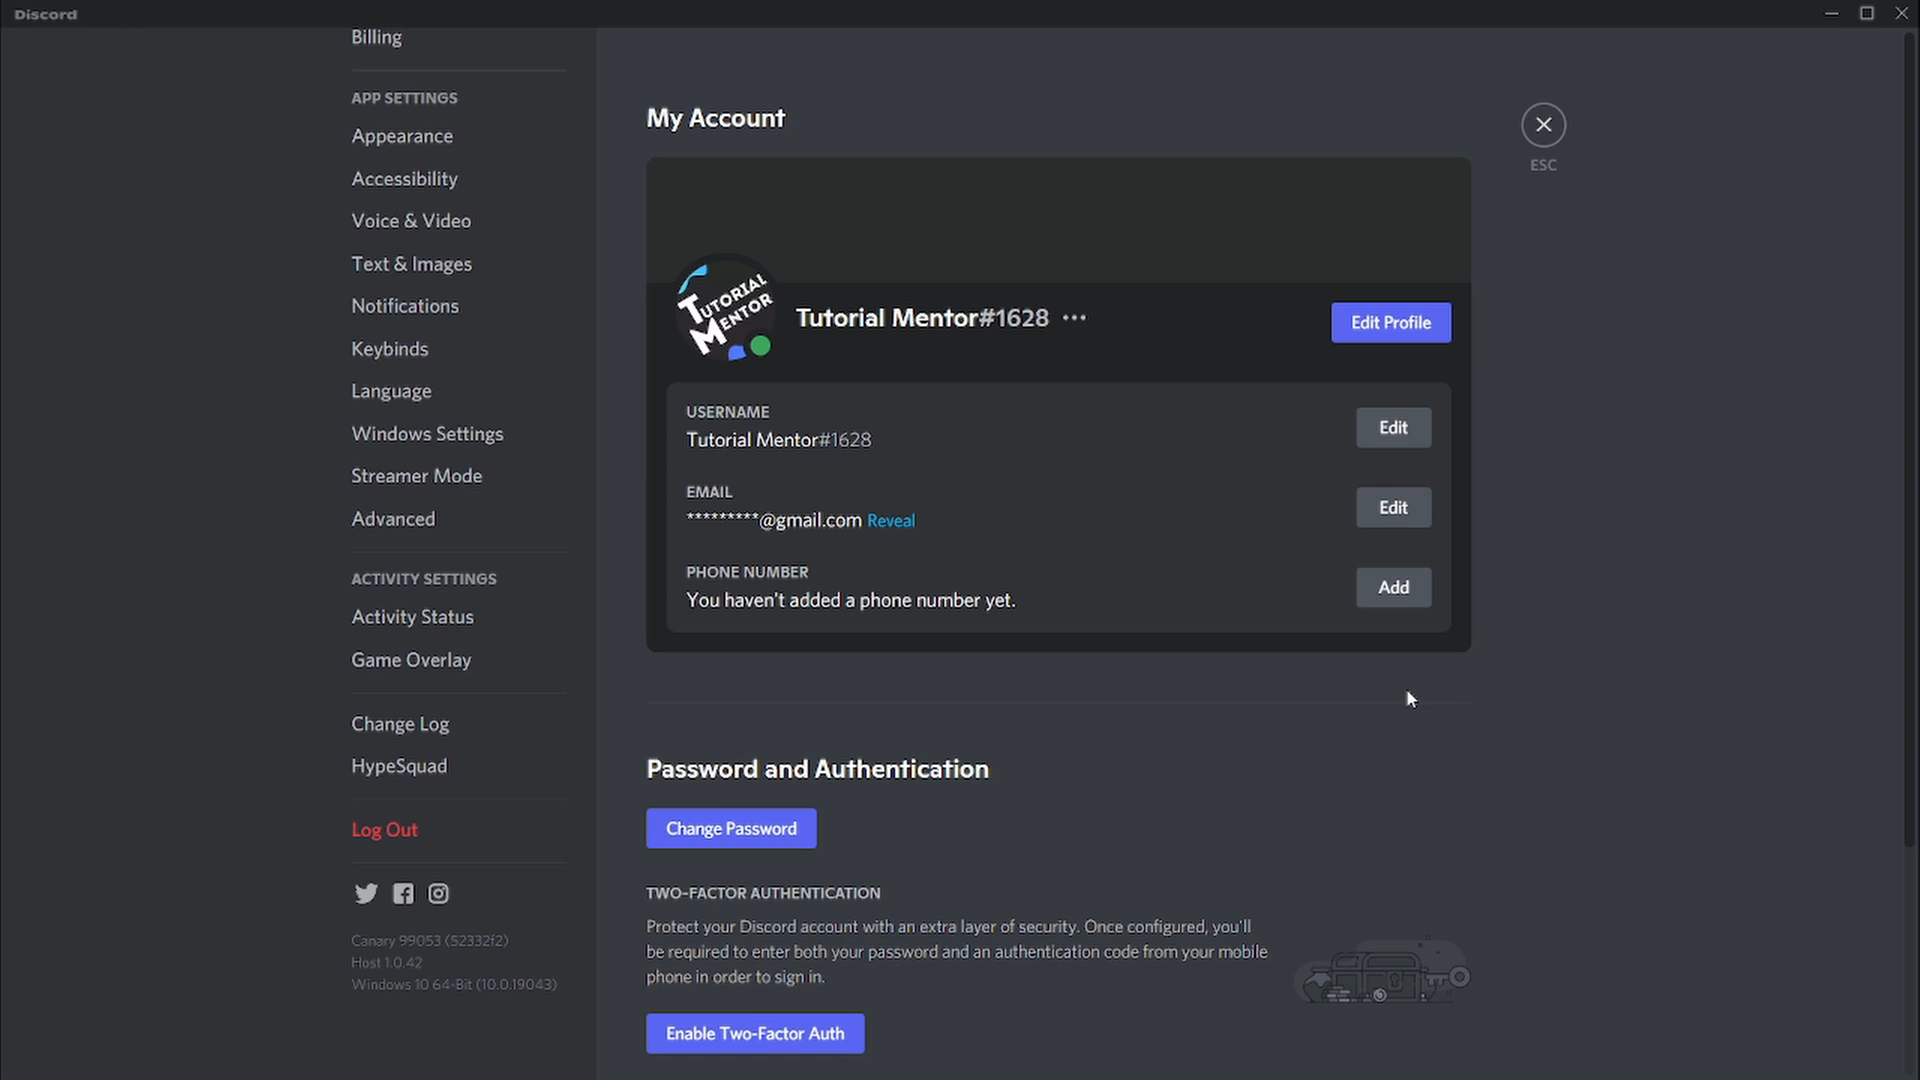 Discord
Billing
APP SETTINGS
Appearance
Accessibility
Voice & Video
Text & Images
Notifications
Keybinds
Language
Windows Settings
Streamer Mode
Advanced
ACTIVITY SETTINGS
Activity Status
Game Overlay
Change Log
HypeSquad
Log Out
Canary 99053 (52332f2)
Host 1.0.42
Windows 10 64-Bit (10.0.19043)
My Account
ESC
TUTORIAL
MENTOR
Tutorial Mentor#1628
Edit Profile
USERNAME
Tutorial Mentor#1628
Edit
EMAIL
*********@gmail.com Reveal
Edit
PHONE NUMBER
You haven't added a phone number yet.
Add
Password and Authentication
Change Password
TWO-FACTOR AUTHENTICATION
Protect your Discord account with an extra layer of security. Once configured, you'll
be required to enter both your password and an authentication code from your mobile
phone in order to sign in.
Enable Two-Factor Auth